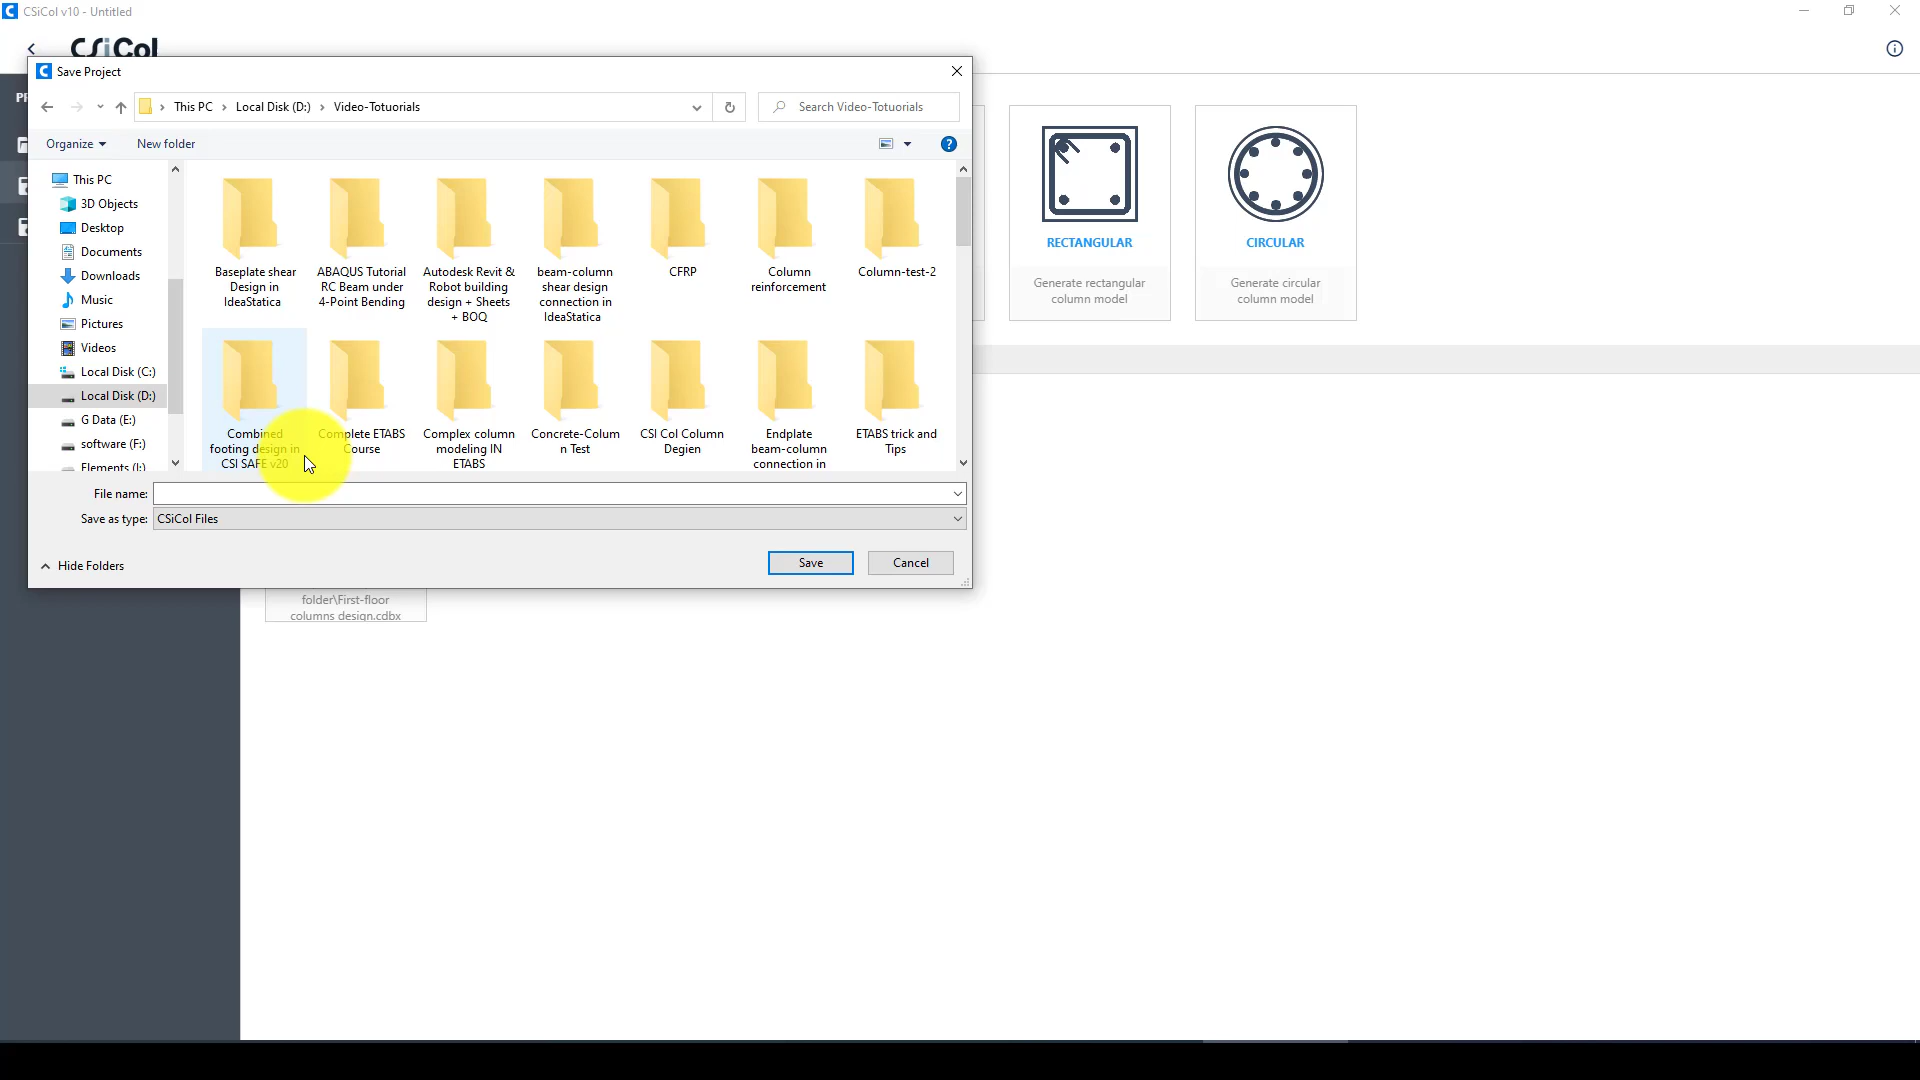 CSiCol v10 - Untitled
CSiCol
Save Project
This PC > Local Disk (D:) > Video-Totuorials
Search Video-Totuorials
Organize
New folder
This PC
3D Objects
Desktop
Documents
Downloads
Music
Pictures
Videos
Local Disk (C:)
Local Disk (D:)
G Data (E:)
software (F:)
Elements (I:)
Baseplate shear
Design in
IdeaStatica
ABAQUS Tutorial
RC Beam under
4-Point Bending
Autodesk Revit &
Robot building
design + Sheets
+ BOQ
beam-column
shear design
connection in
IdeaStatica
CFRP
Column
reinforcement
Column-test-2
Combined
footing design in
CSI SAFE v20
Complete ETABS
Course
Complex column
modeling IN
ETABS
Concrete-Colum
n Test
CSI Col Column
Degien
Endplate
beam-column
connection in
ETABS trick and
Tips
File name:
Save as type: CSiCol Files
Hide Folders
Save
Cancel
RECTANGULAR
Generate rectangular
column model
CIRCULAR
Generate circular
column model
folder\First-floor
columns design.cdbx